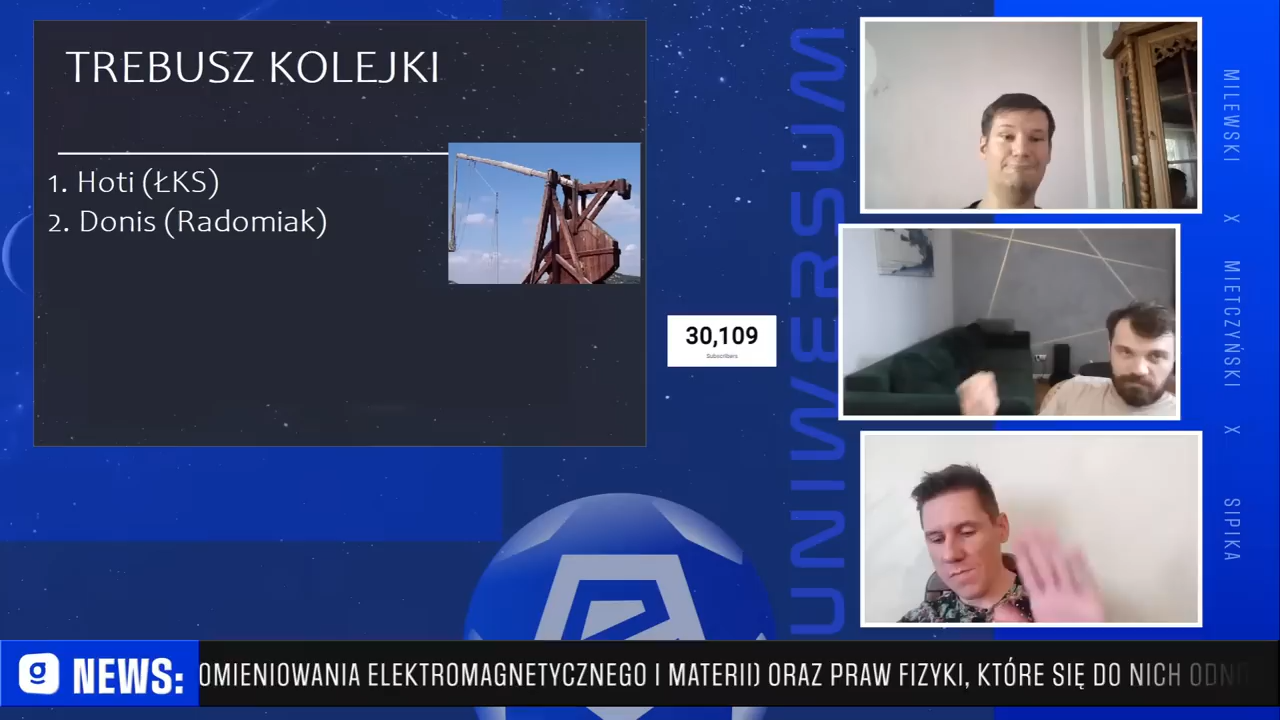 TREBUSZ KOLEJKI
1. Hoti (ŁKS)
2. Donis (Radomiak)
30,109
Subscribers
UNIWERSUM
MILEWSKI X MIETCZYŃSKI X SIPIKA
g NEWS:
OMIENIOWANIA ELEKTROMAGNETYCZNEGO I MATERII) ORAZ PRAW FIZYKI, KTÓRE SIĘ DO NICH